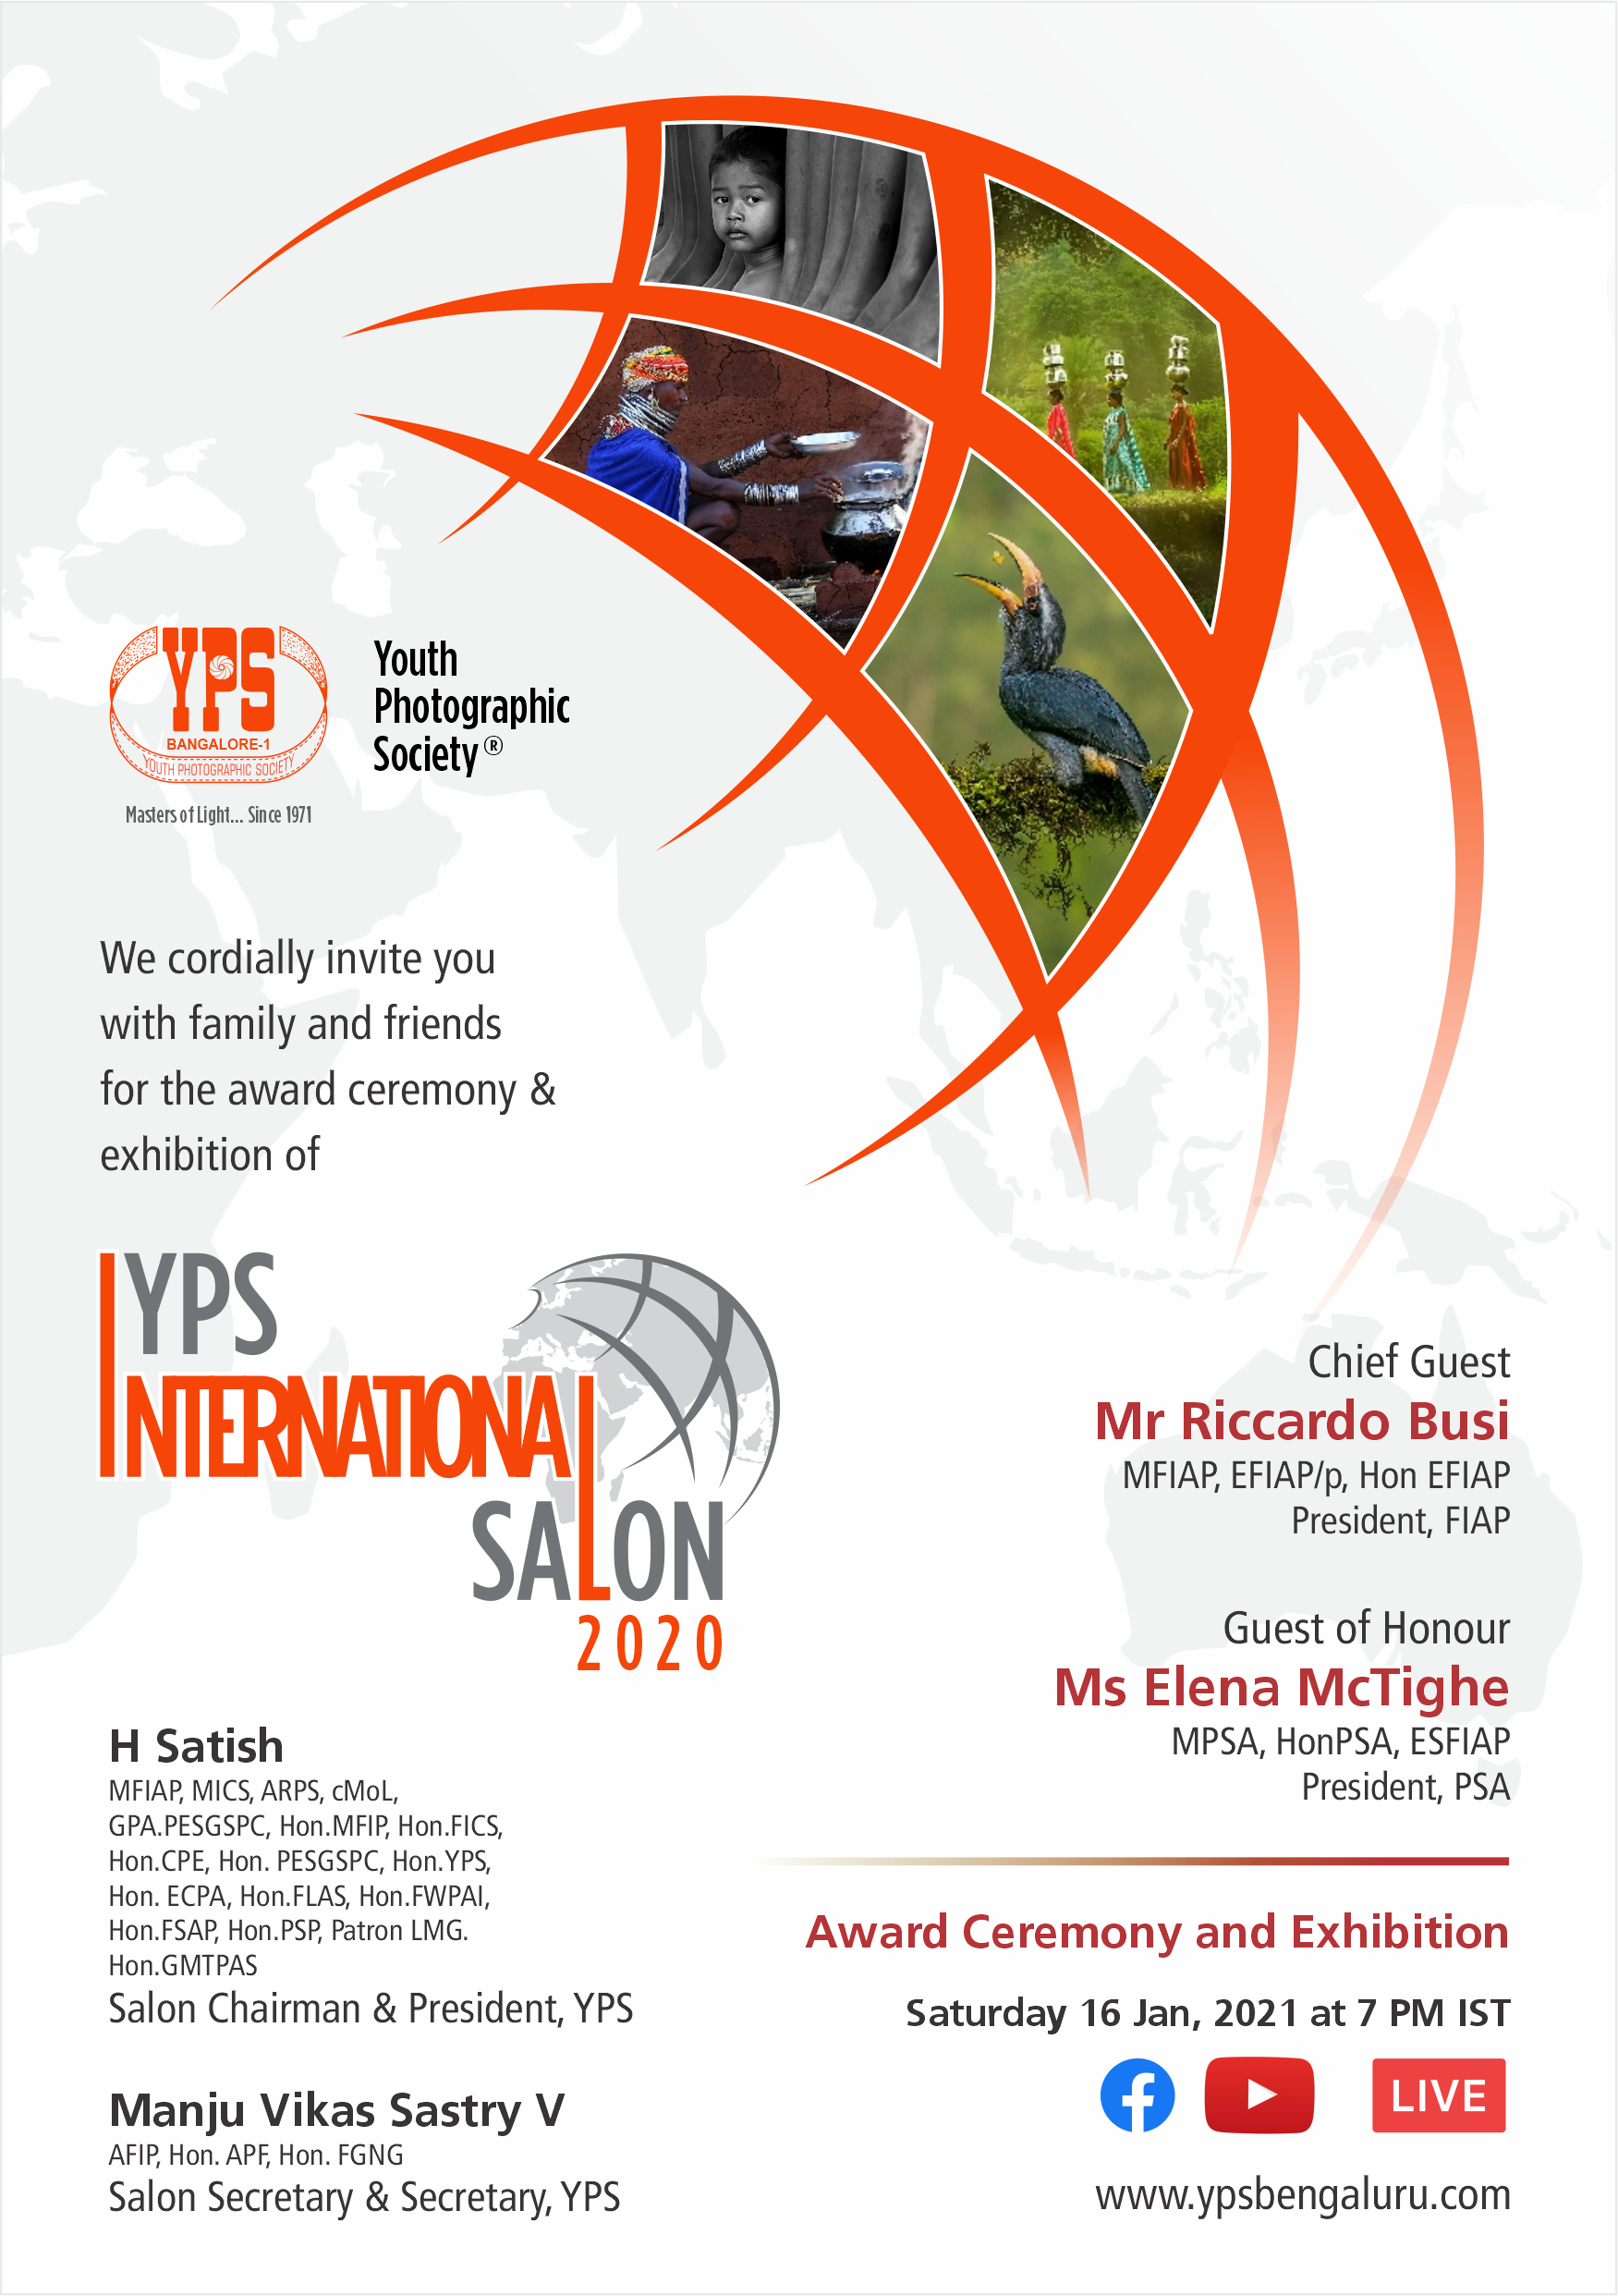 YPS
BANGALORE-1
YOUTH PHOTOGRAPHIC SOCIETY
Masters of Light... Since 1971
Youth
Photographic
Society ®
We cordially invite you
with family and friends
for the award ceremony &
exhibition of
YPS
INTERNATIONAL
SALON
2020
Chief Guest
Mr Riccardo Busi
MFIAP, EFIAP/p, Hon EFIAP
President, FIAP
Guest of Honour
Ms Elena McTighe
MPSA, HonPSA, ESFIAP
President, PSA
H Satish
MFIAP, MICS, ARPS, cMoL,
GPA.PESGSPC, Hon.MFIP, Hon.FICS,
Hon.CPE, Hon. PESGSPC, Hon.YPS,
Hon. ECPA, Hon.FLAS, Hon.FWPAI,
Hon.FSAP, Hon.PSP, Patron LMG.
Hon.GMTPAS
Salon Chairman & President, YPS
Manju Vikas Sastry V
AFIP, Hon. APF, Hon. FGNG
Salon Secretary & Secretary, YPS
Award Ceremony and Exhibition
Saturday 16 Jan, 2021 at 7 PM IST
LIVE
www.ypsbengaluru.com